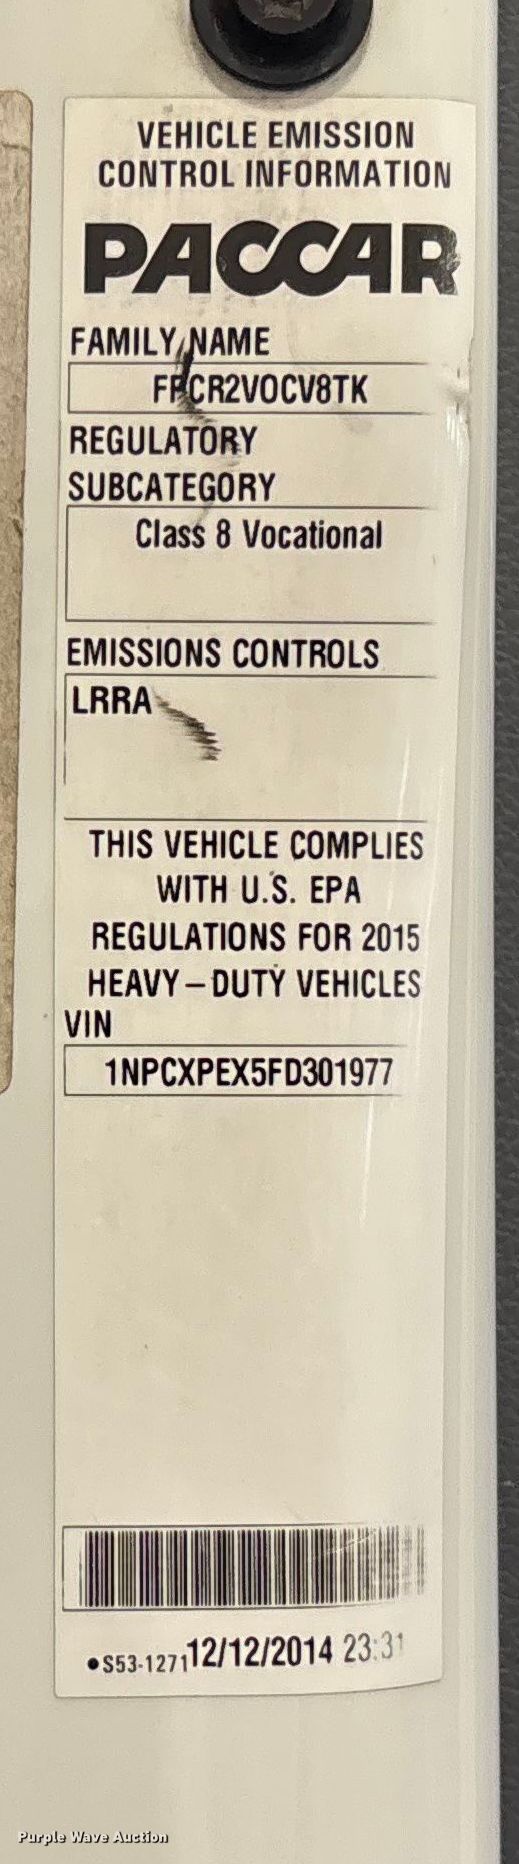 VEHICLE EMISSION
CONTROL INFORMATION
PACCAR
FAMILY NAME
FPCR2VOCV8TK
REGULATORY
SUBCATEGORY
Class 8 Vocational
EMISSIONS CONTROLS
LRRA
THIS VEHICLE COMPLIES
WITH U.S. EPA
REGULATIONS FOR 2015
HEAVY-DUTY VEHICLES
VIN
1NPCXPEX5FD301977
•S53-1271 12/12/2014 23:31
Purple Wave Auction